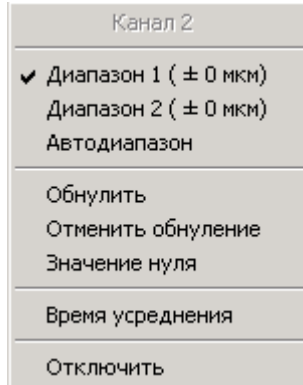 Канал 2
Диапазон 1 ( ± 0 мкм)
Диапазон 2 ( ± 0 мкм)
Автодиапазон
Обнулить
Отменить обнуление
Значение нуля
Время усреднения
Отключить